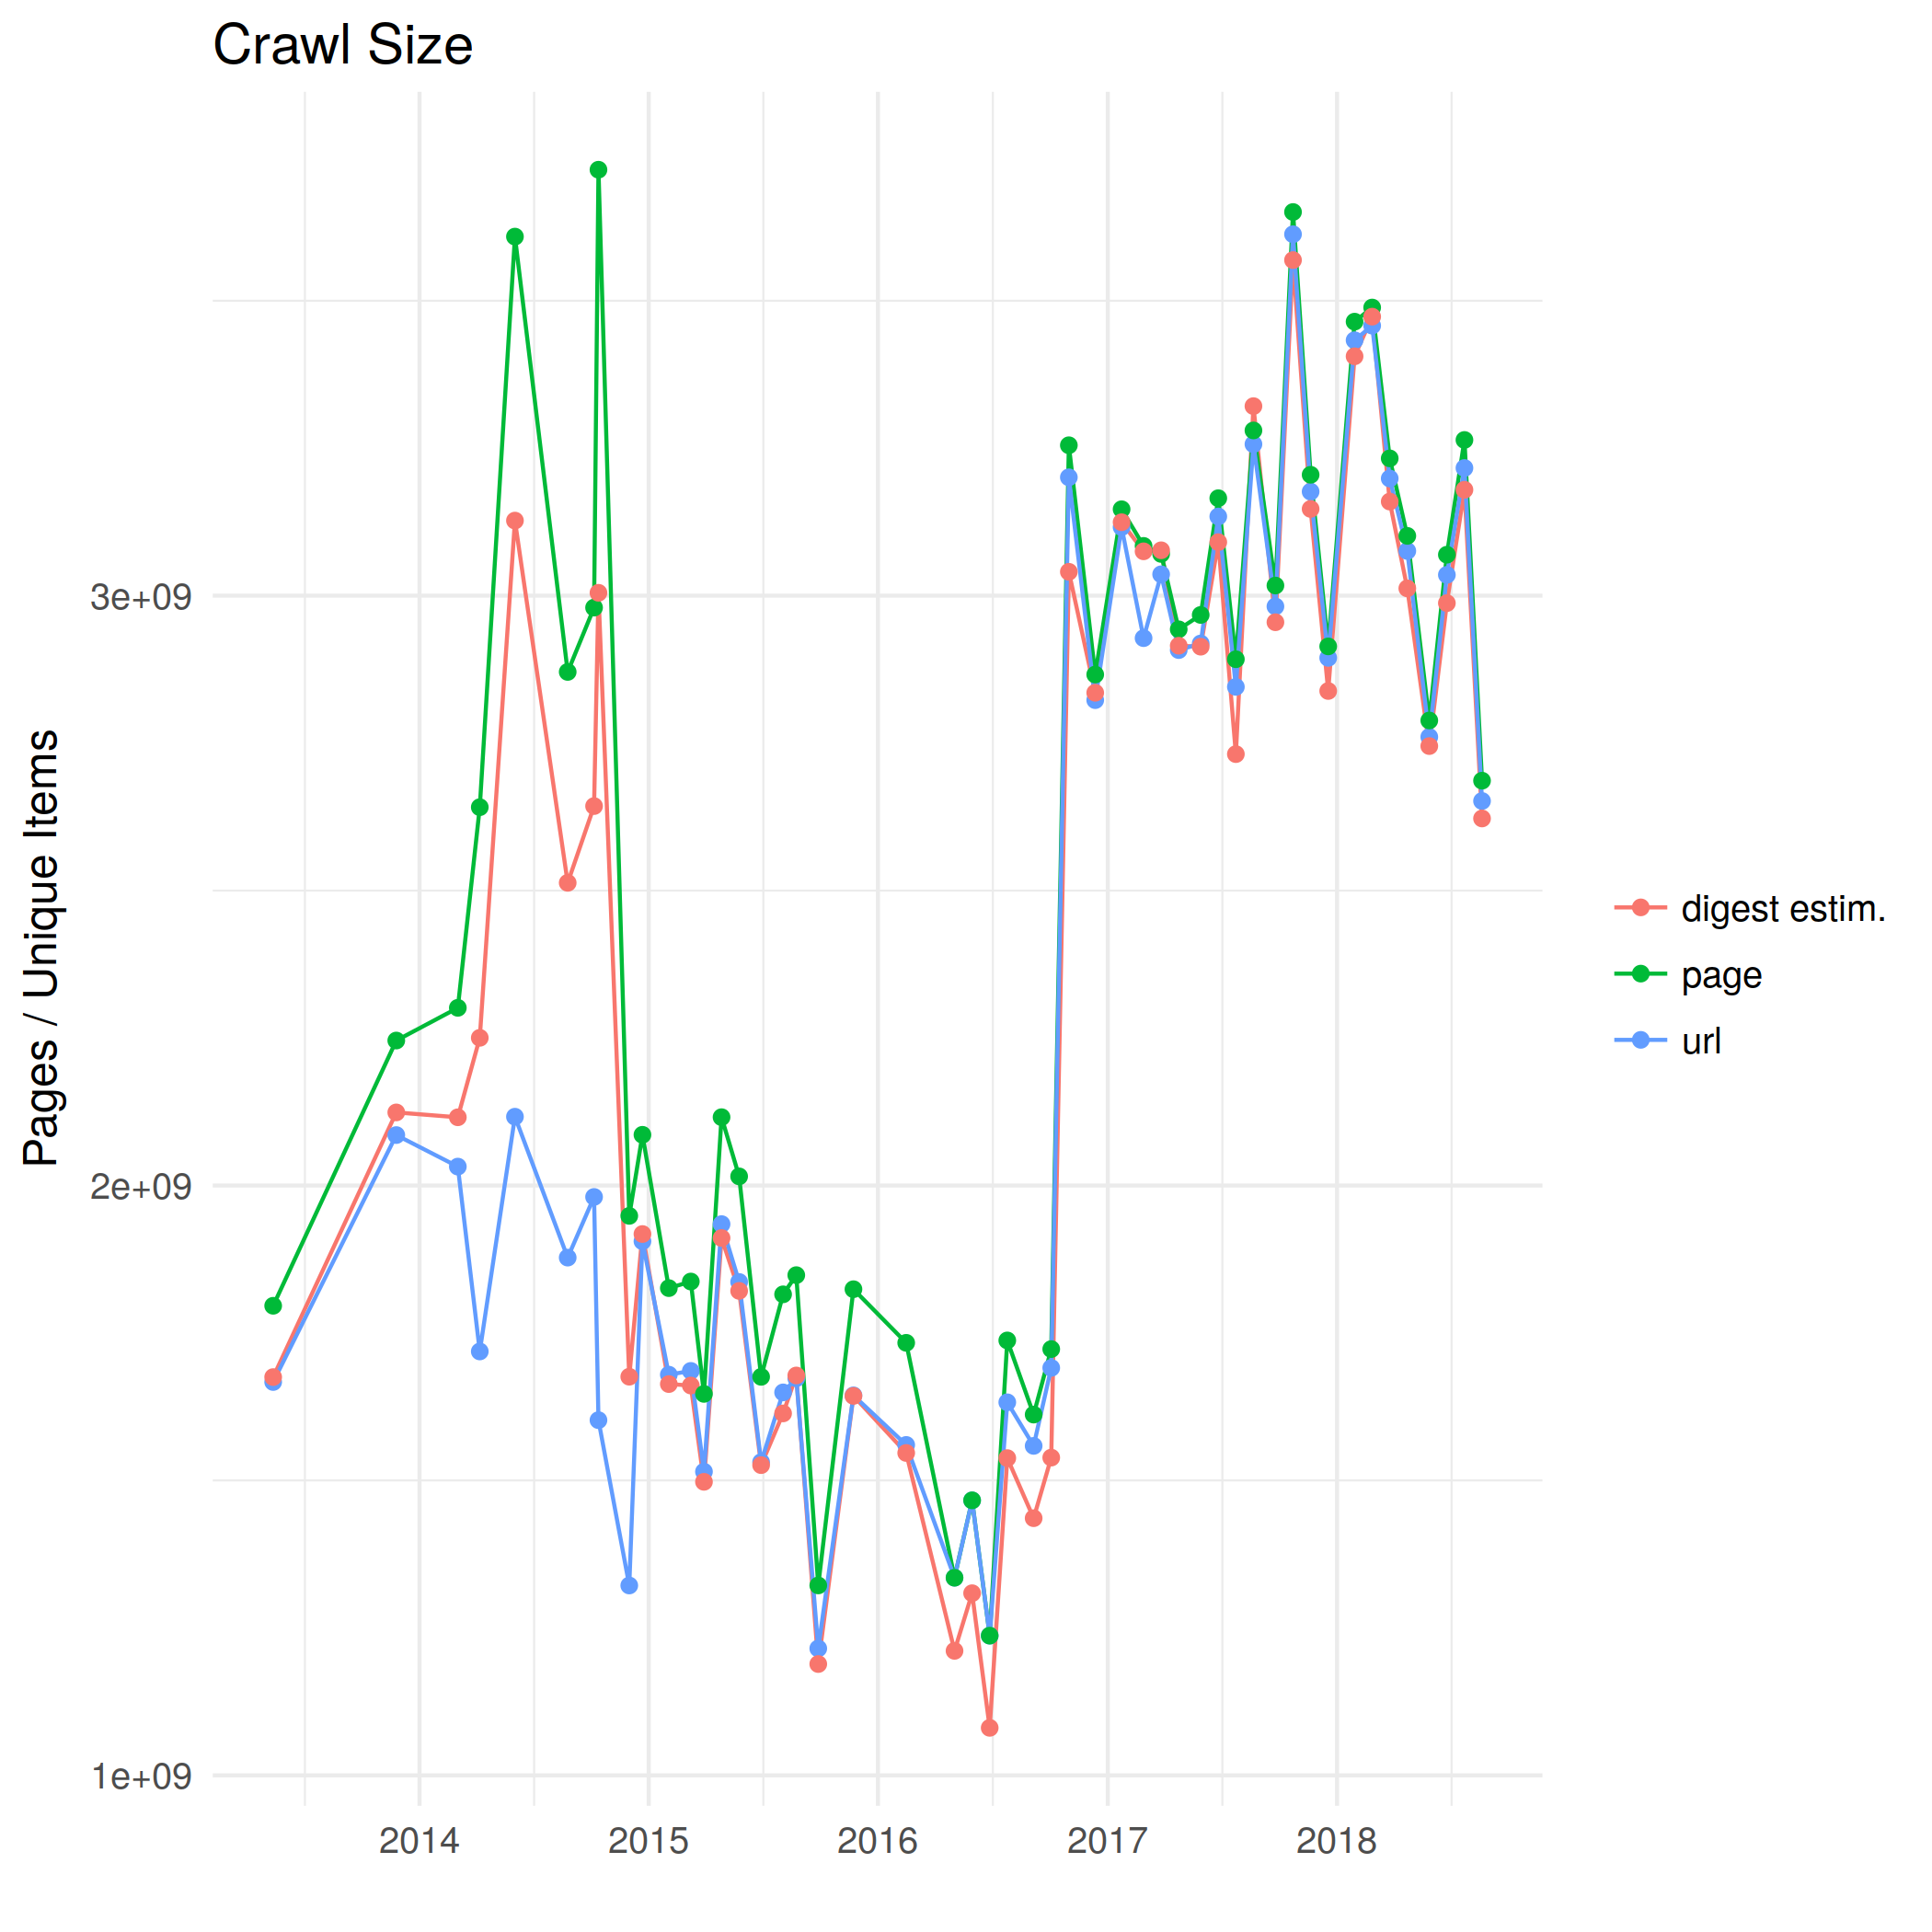 Crawl Size
Pages / Unique Items
3e+09
2e+09
1e+09
2014
2015
2016
2017
2018
digest estim.
page
url